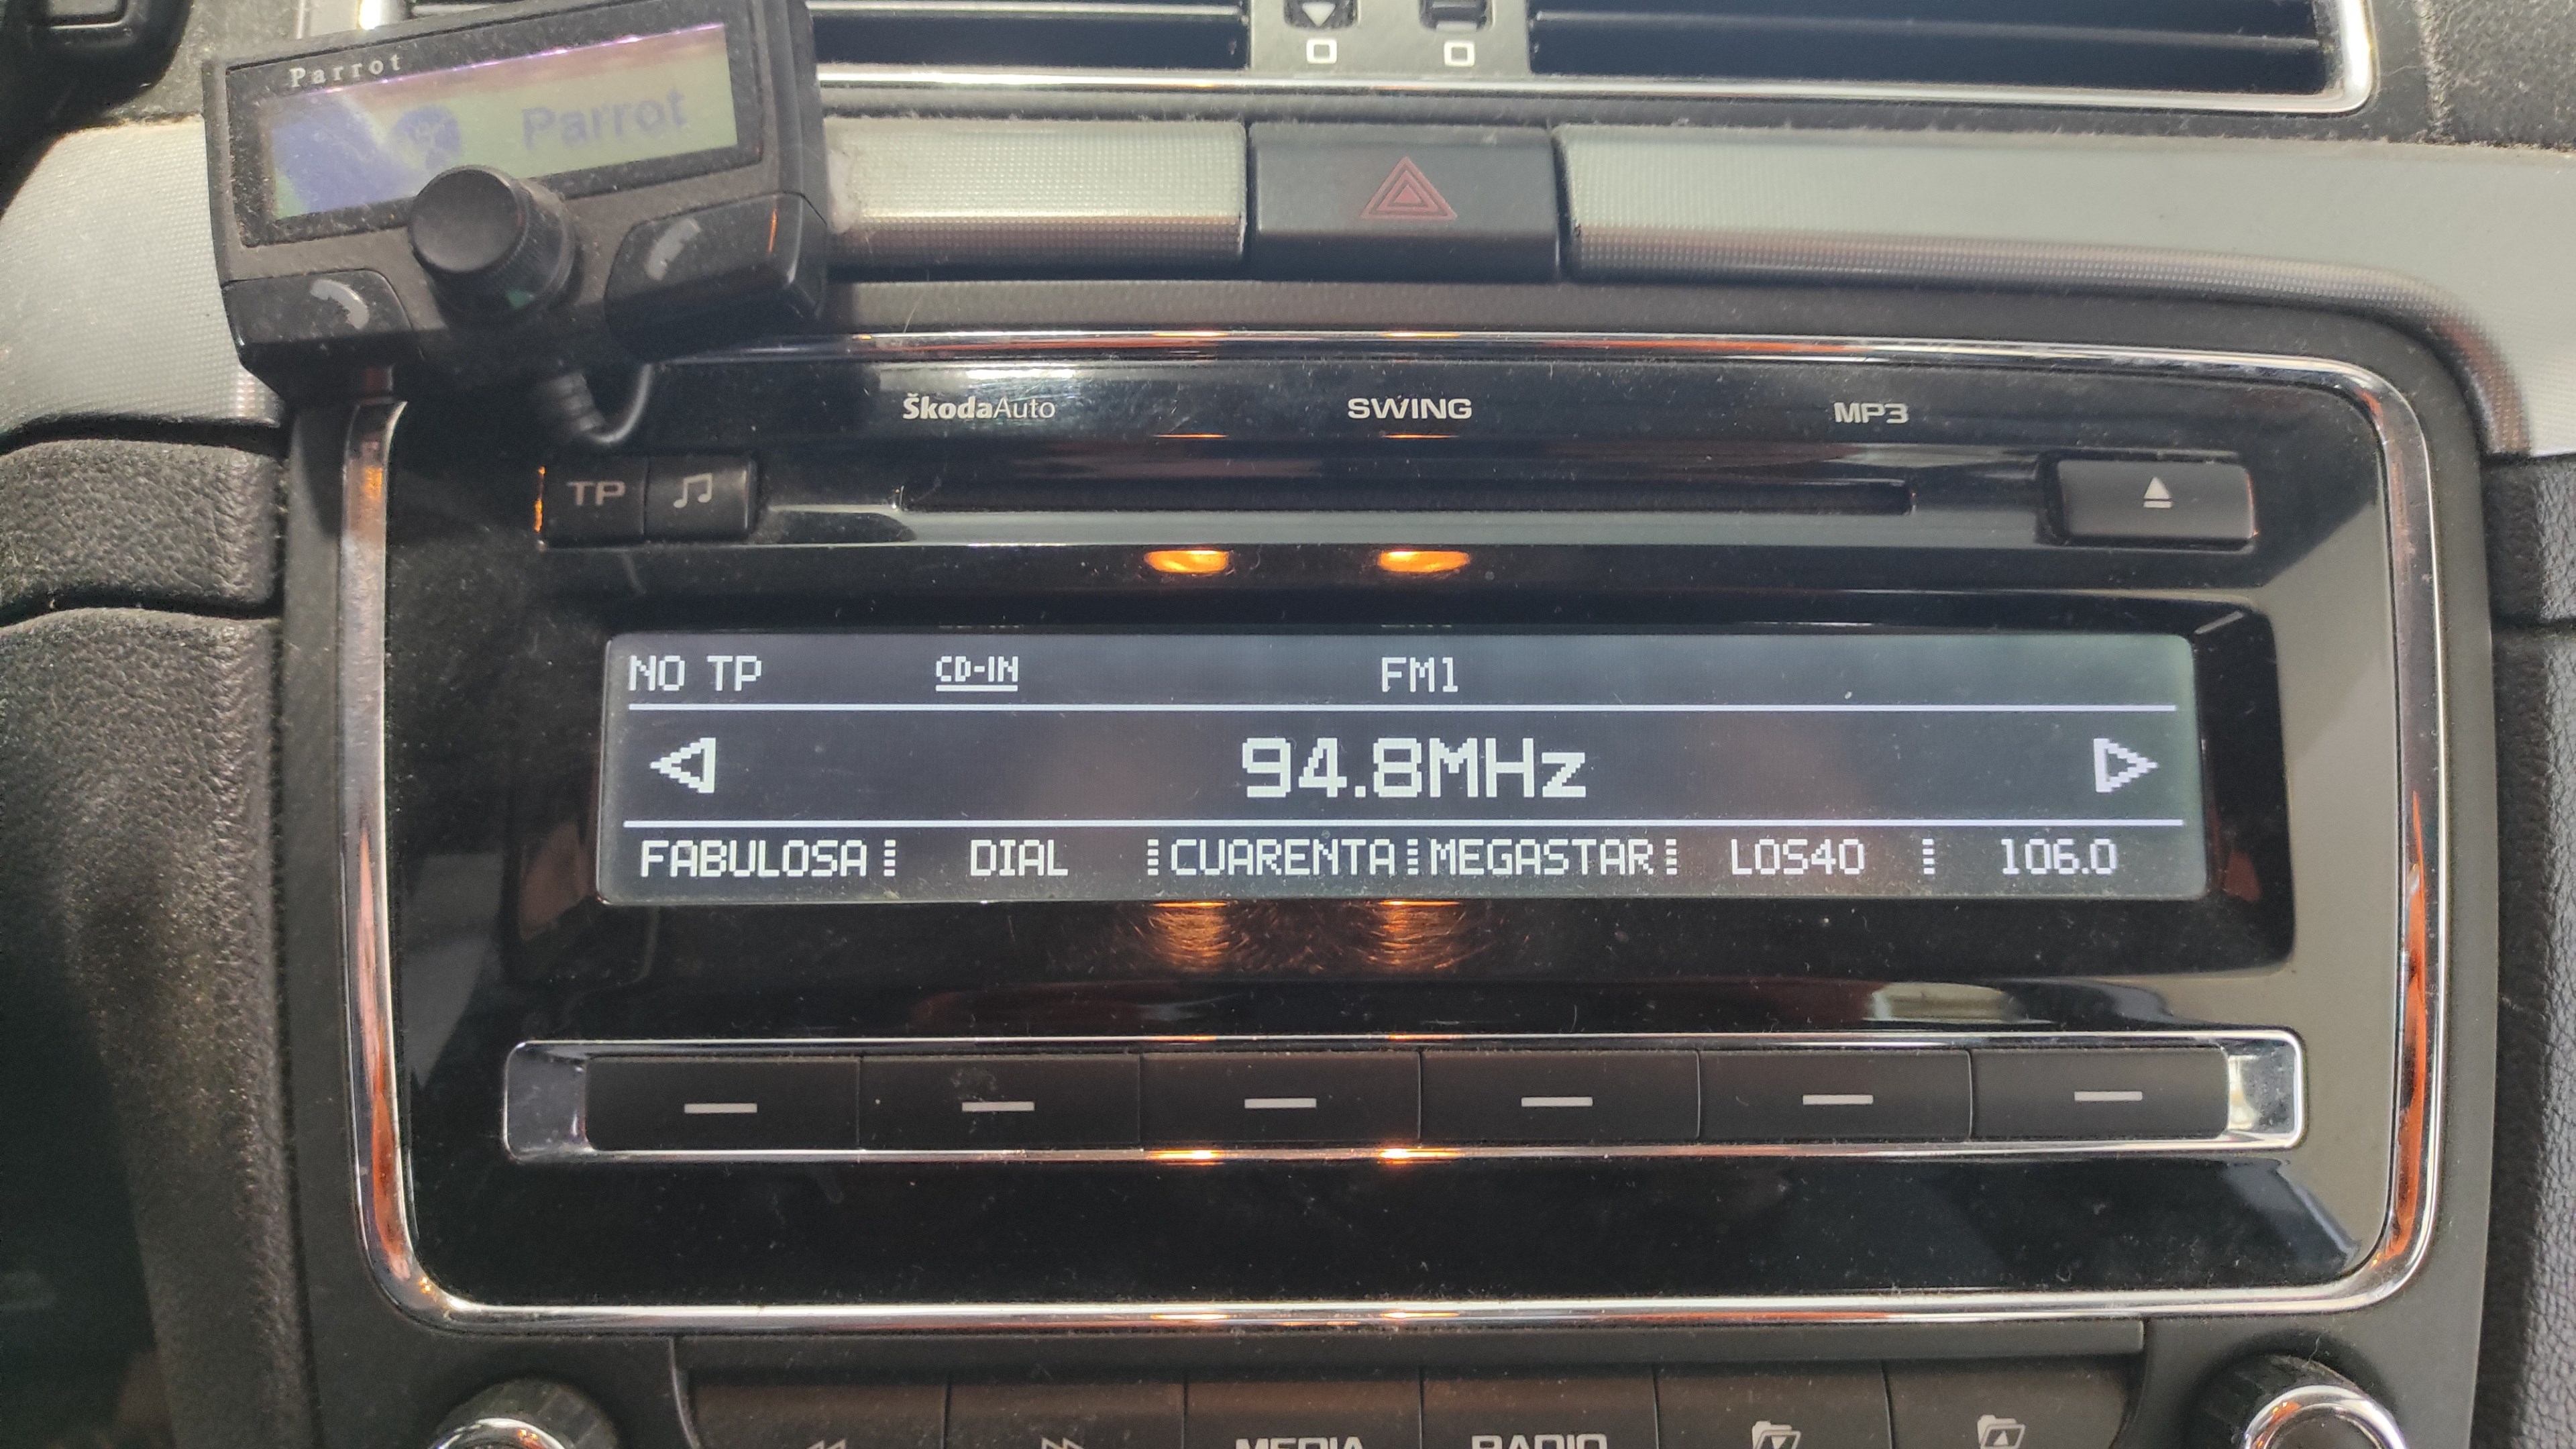 Parrot
Parrot
ŠkodaAuto SWING MP3
TP
NO TP CD-IN FM1
94.8MHz
FABULOSA DIAL CUARENTA MEGASTAR LOS40 106.0
MEDIA RADIO